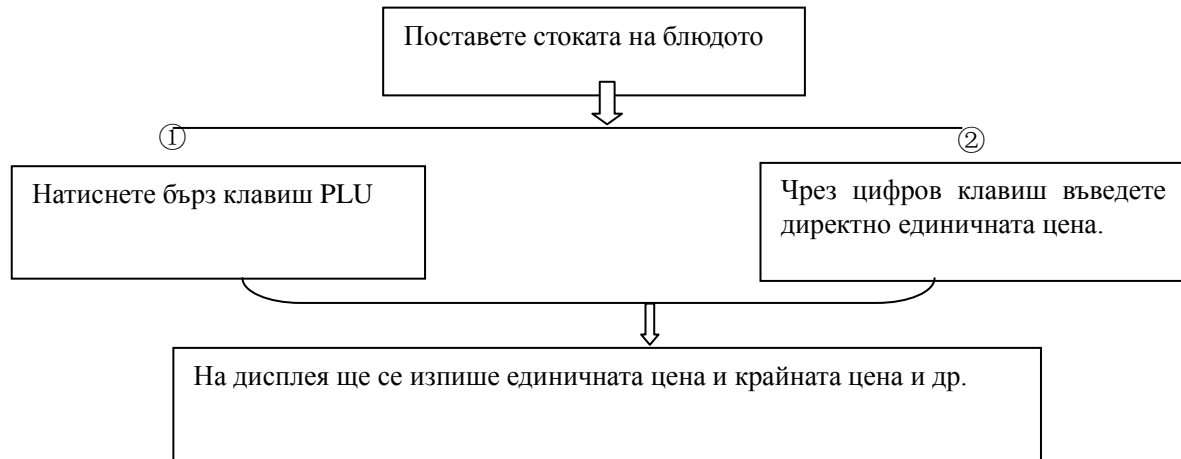 Поставете стоката на блюдото
①
②
Натиснете бърз клавиш PLU
Чрез цифров клавиш въведете
директно единичната цена.
На дисплея ще се изпише единичната цена и крайната цена и др.